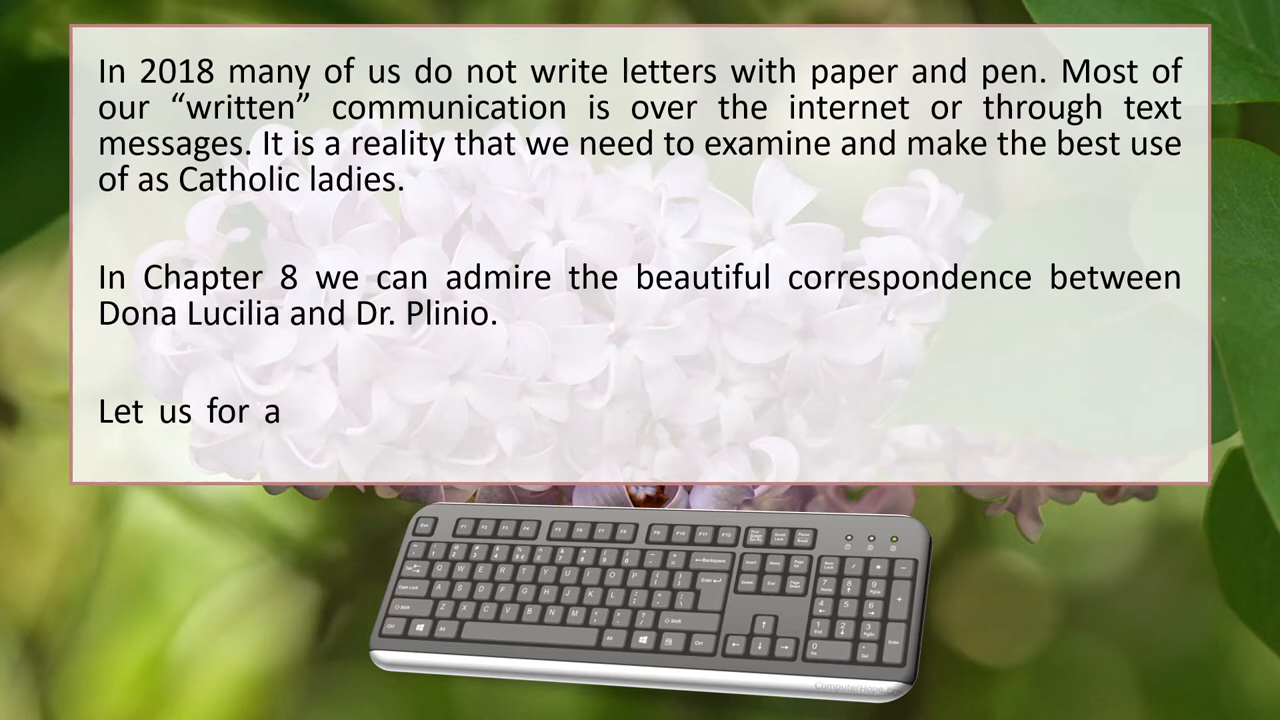 In 2018 many of us do not write letters with paper and pen. Most of
our “written” communication is over the internet or through text
messages. It is a reality that we need to examine and make the best use
of as Catholic ladies.
In Chapter 8 we can admire the beautiful correspondence between
Dona Lucilia and Dr. Plinio.
Let us for a